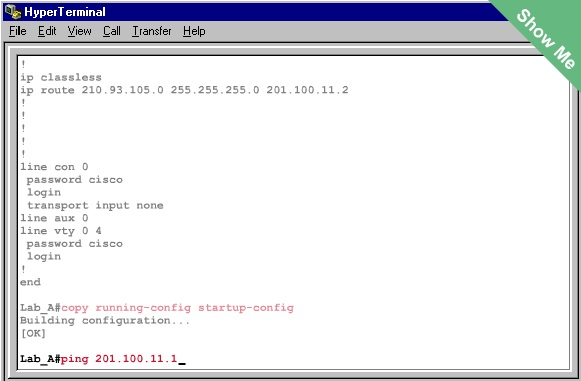 HyperTerminal
File Edit View Call Transfer Help
Show Me
!
ip classless
ip route 210.93.105.0 255.255.255.0 201.100.11.2
!
!
!
!
!
line con 0
password cisco
login
transport input none
line aux 0
line vty 0 4
password cisco
login
!
end
Lab_A#copy running-config startup-config
Building configuration...
[OK]
Lab_A#ping 201.100.11.1_